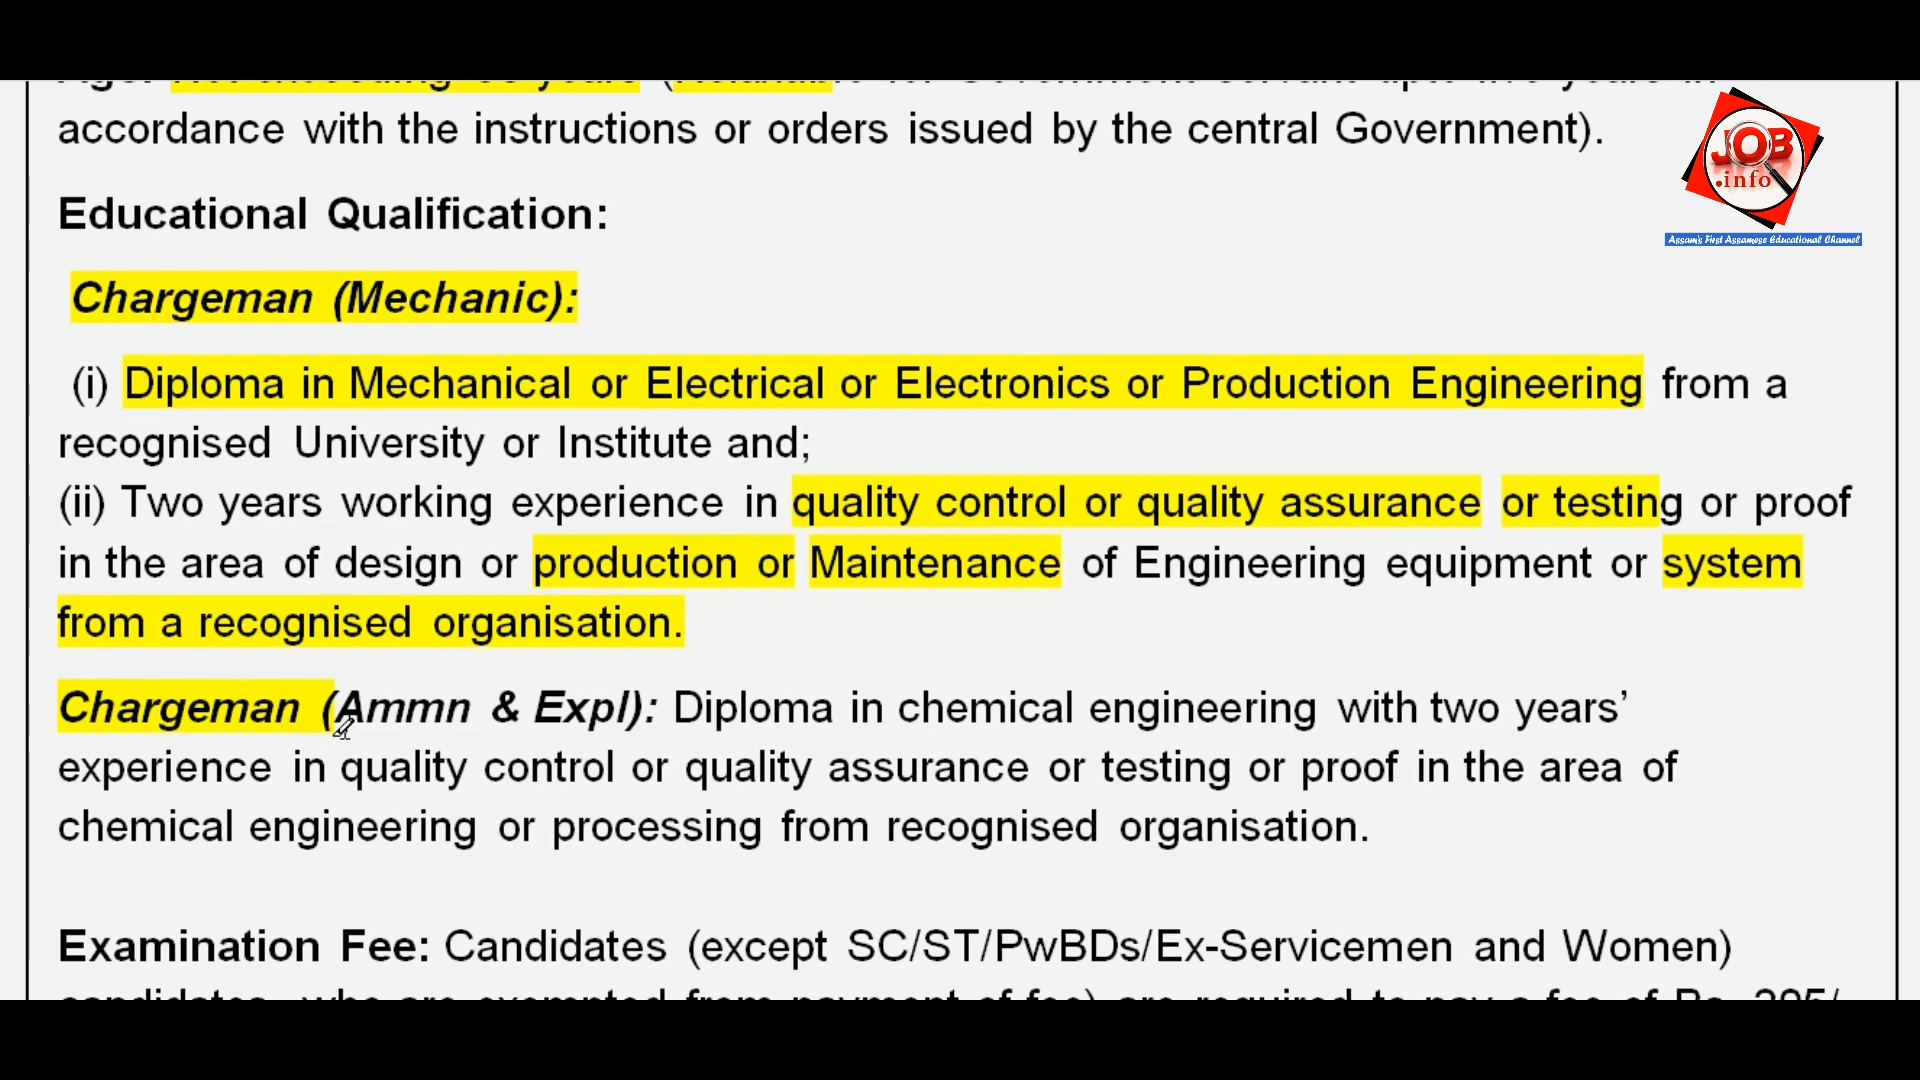 accordance with the instructions or orders issued by the central Government).
JOB
.info
Assam's First Assamese Educational Channel
Educational Qualification:
Chargeman (Mechanic):
(i) Diploma in Mechanical or Electrical or Electronics or Production Engineering from a
recognised University or Institute and;
(ii) Two years working experience in quality control or quality assurance or testing or proof
in the area of design or production or Maintenance of Engineering equipment or system
from a recognised organisation.
Chargeman (Ammn & Expl): Diploma in chemical engineering with two years’
experience in quality control or quality assurance or testing or proof in the area of
chemical engineering or processing from recognised organisation.
Examination Fee: Candidates (except SC/ST/PwBDs/Ex-Servicemen and Women)